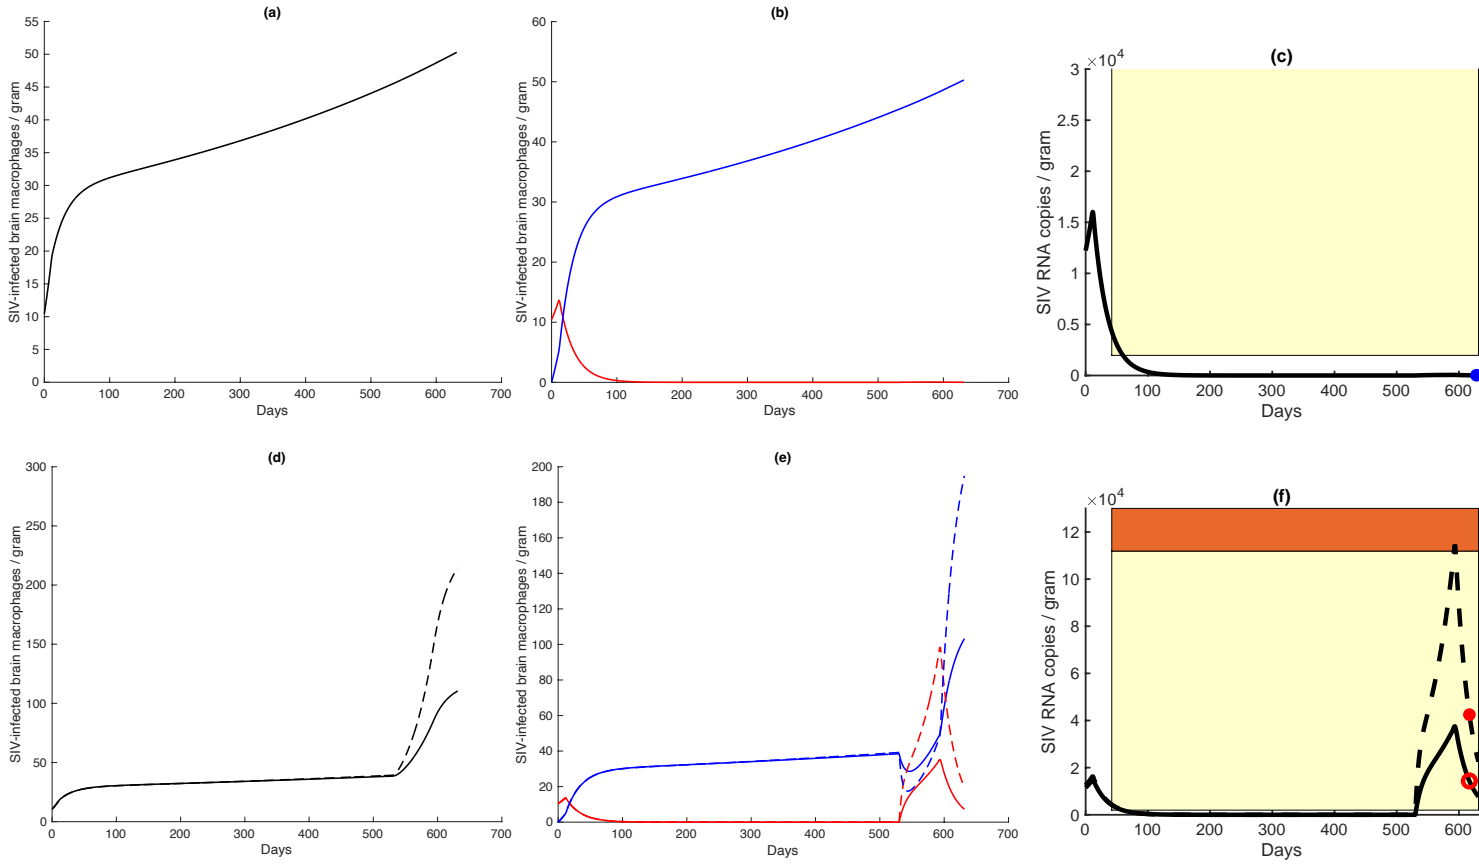 (a)
SIV-infected brain macrophages / gram
55
50
45
40
35
30
25
20
15
10
5
0
0 100 200 300 400 500 600 700
Days
(b)
SIV-infected brain macrophages / gram
60
50
40
30
20
10
0
0 100 200 300 400 500 600 700
Days
(c)
×10⁴
SIV RNA copies / gram
3
2.5
2
1.5
1
0.5
0
0 100 200 300 400 500 600
Days
(d)
SIV-infected brain macrophages / gram
300
250
200
150
100
50
0
0 100 200 300 400 500 600 700
Days
(e)
SIV-infected brain macrophages / gram
200
180
160
140
120
100
80
60
40
20
0
0 100 200 300 400 500 600 700
Days
(f)
×10⁴
SIV RNA copies / gram
12
10
8
6
4
2
0
0 100 200 300 400 500 600
Days